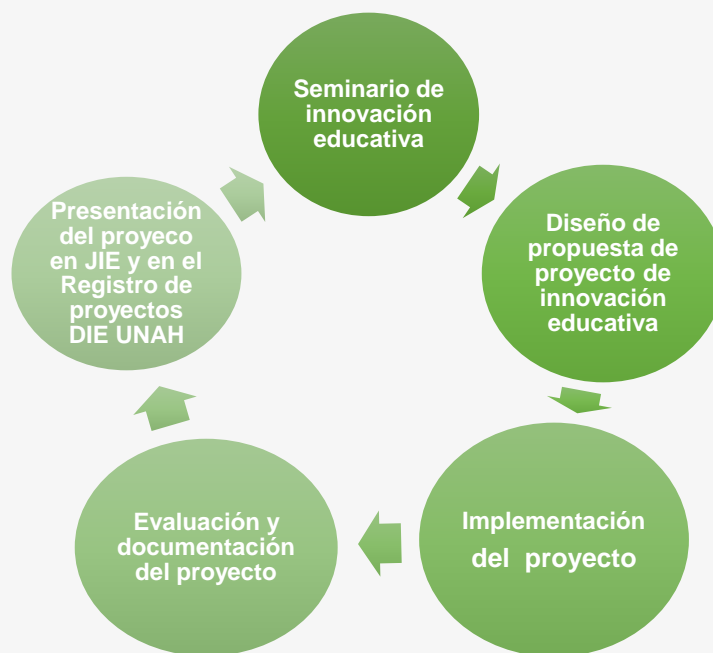 Seminario de
innovación
educativa
Diseño de
propuesta de
proyecto de
innovación
educativa
Implementación
del proyecto
Evaluación y
documentación
del proyecto
Presentación
del proyeco
en JIE y en el
Registro de
proyectos
DIE UNAH